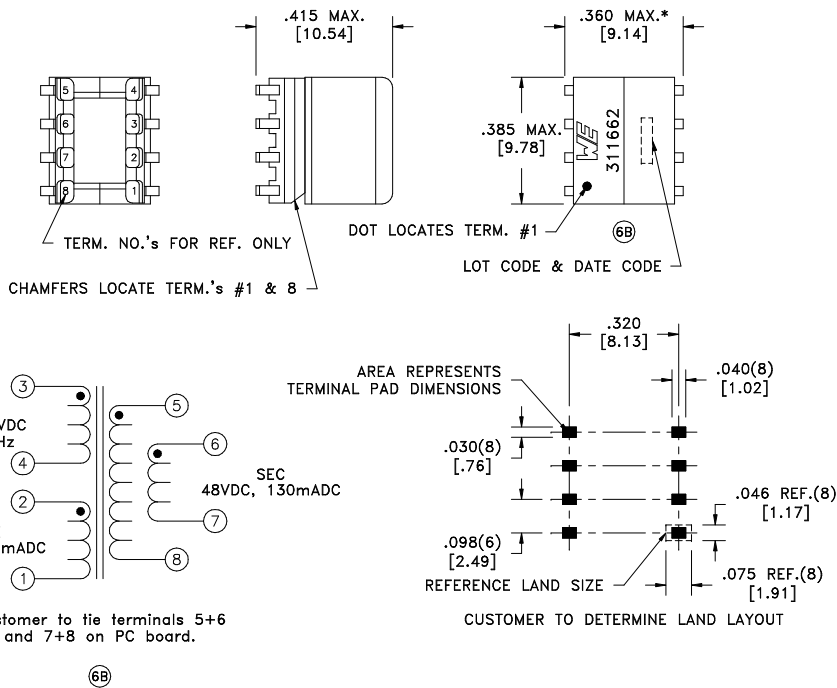 .415 MAX.
[10.54]
.360 MAX.*
[9.14]
5 4
6 3
7 2
8 1
.385 MAX.
[9.78]
WE
311662
TERM. NO.'s FOR REF. ONLY
DOT LOCATES TERM. #1
6B
LOT CODE & DATE CODE
CHAMFERS LOCATE TERM.'s #1 & 8
.320
[8.13]
AREA REPRESENTS
TERMINAL PAD DIMENSIONS
.040(8)
[1.02]
3
5
VDC
Hz
6
.030(8)
[.76]
4
SEC
48VDC, 130mADC
2
7
.046 REF.(8)
[1.17]
mADC
8
.098(6)
[2.49]
1
REFERENCE LAND SIZE
.075 REF.(8)
[1.91]
stomer to tie terminals 5+6
and 7+8 on PC board.
CUSTOMER TO DETERMINE LAND LAYOUT
6B